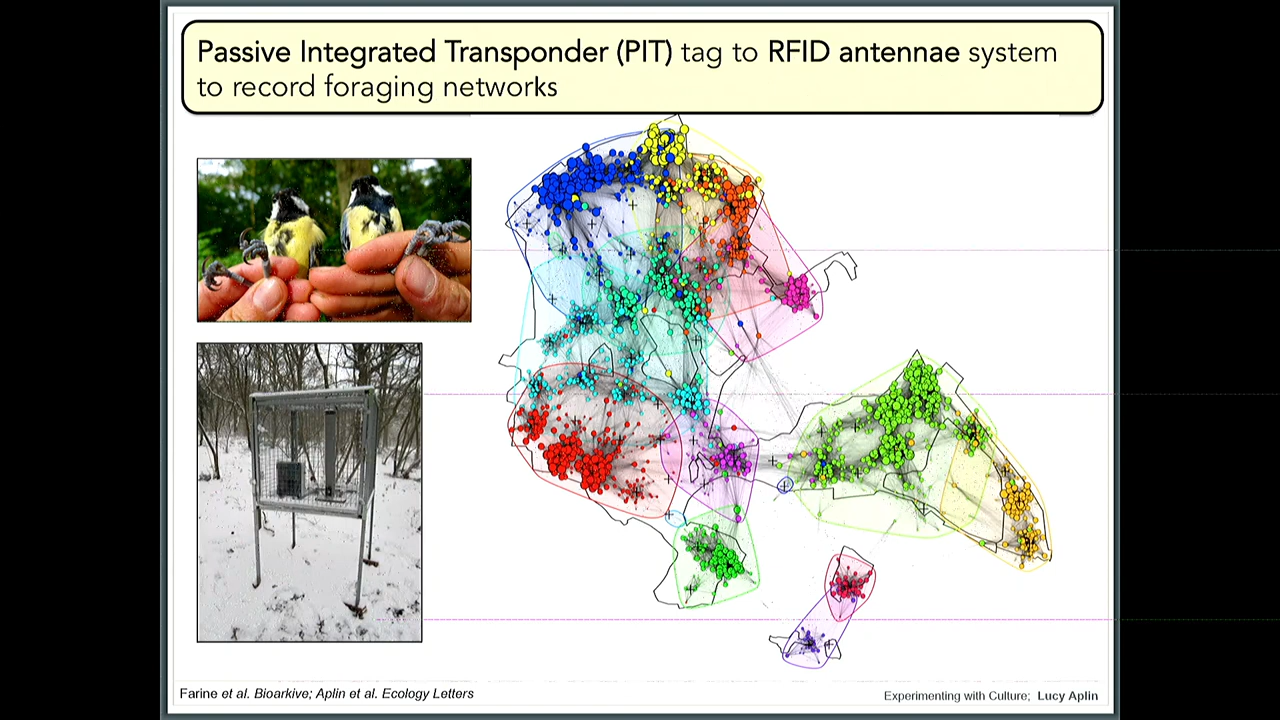 Passive Integrated Transponder (PIT) tag to RFID antennae system
to record foraging networks
Farine et al. Bioarkive; Aplin et al. Ecology Letters
Experimenting with Culture; Lucy Aplin